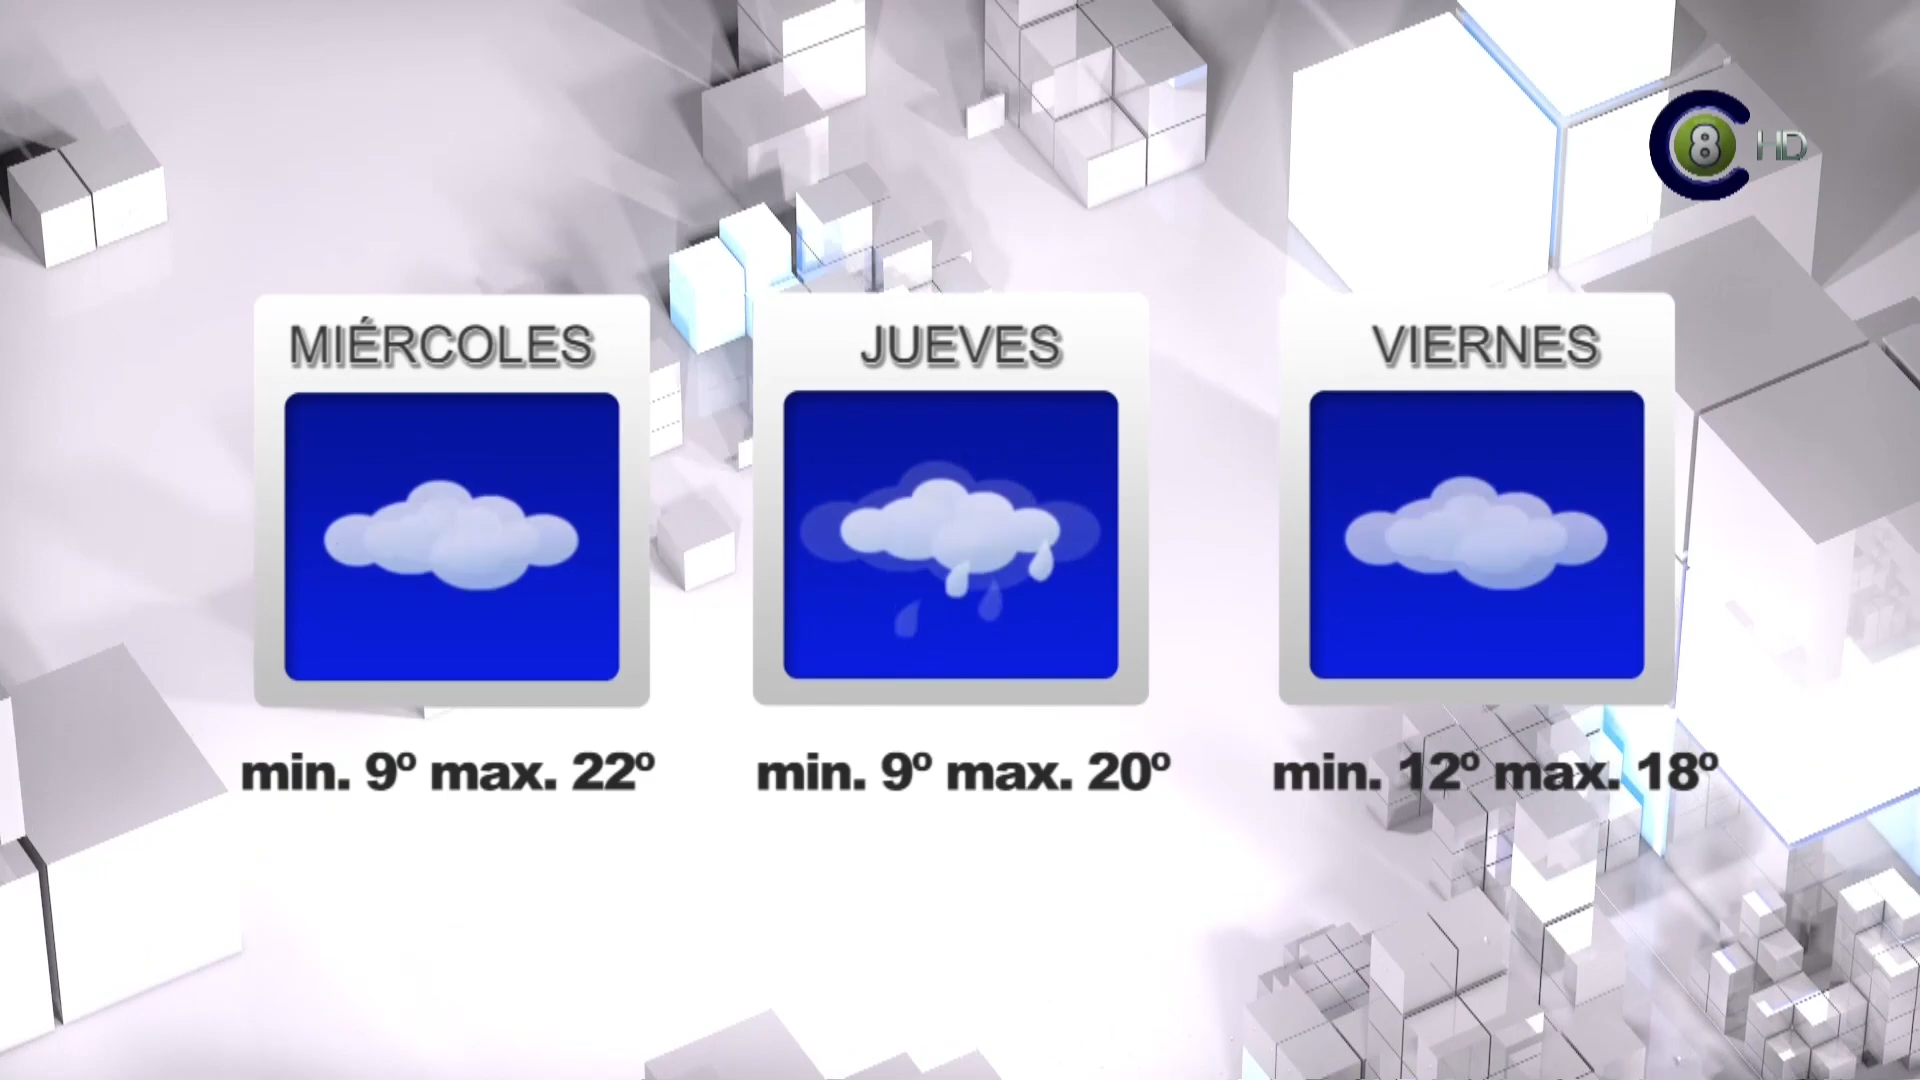 C 8 HD
MIÉRCOLES
JUEVES
VIERNES
min. 9º max. 22º
min. 9º max. 20º
min. 12º max. 18º